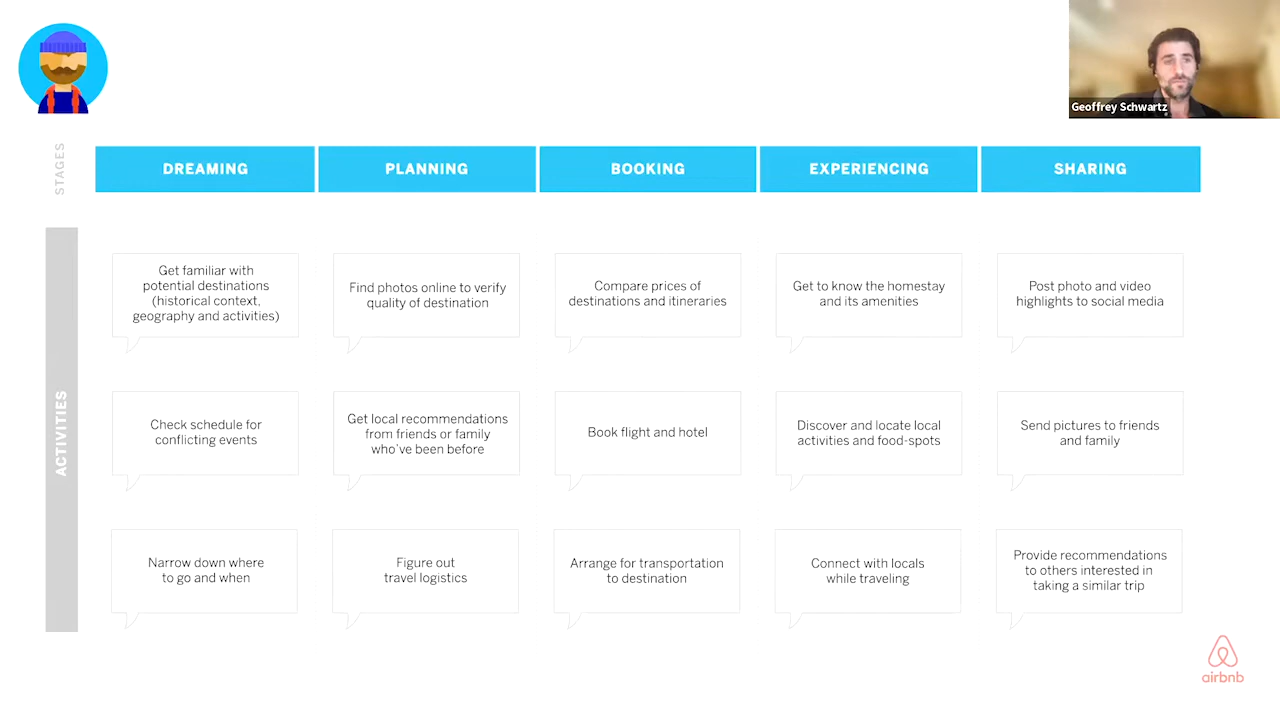 Geoffrey Schwartz
STAGES
DREAMING
PLANNING
BOOKING
EXPERIENCING
SHARING
ACTIVITIES
Get familiar with
potential destinations
(historical context,
geography and activities)
Find photos online to verify
quality of destination
Compare prices of
destinations and itineraries
Get to know the homestay
and its amenities
Post photo and video
highlights to social media
Check schedule for
conflicting events
Get local recommendations
from friends or family
who've been before
Book flight and hotel
Discover and locate local
activities and food-spots
Send pictures to friends
and family
Narrow down where
to go and when
Figure out
travel logistics
Arrange for transportation
to destination
Connect with locals
while traveling
Provide recommendations
to others interested in
taking a similar trip
airbnb